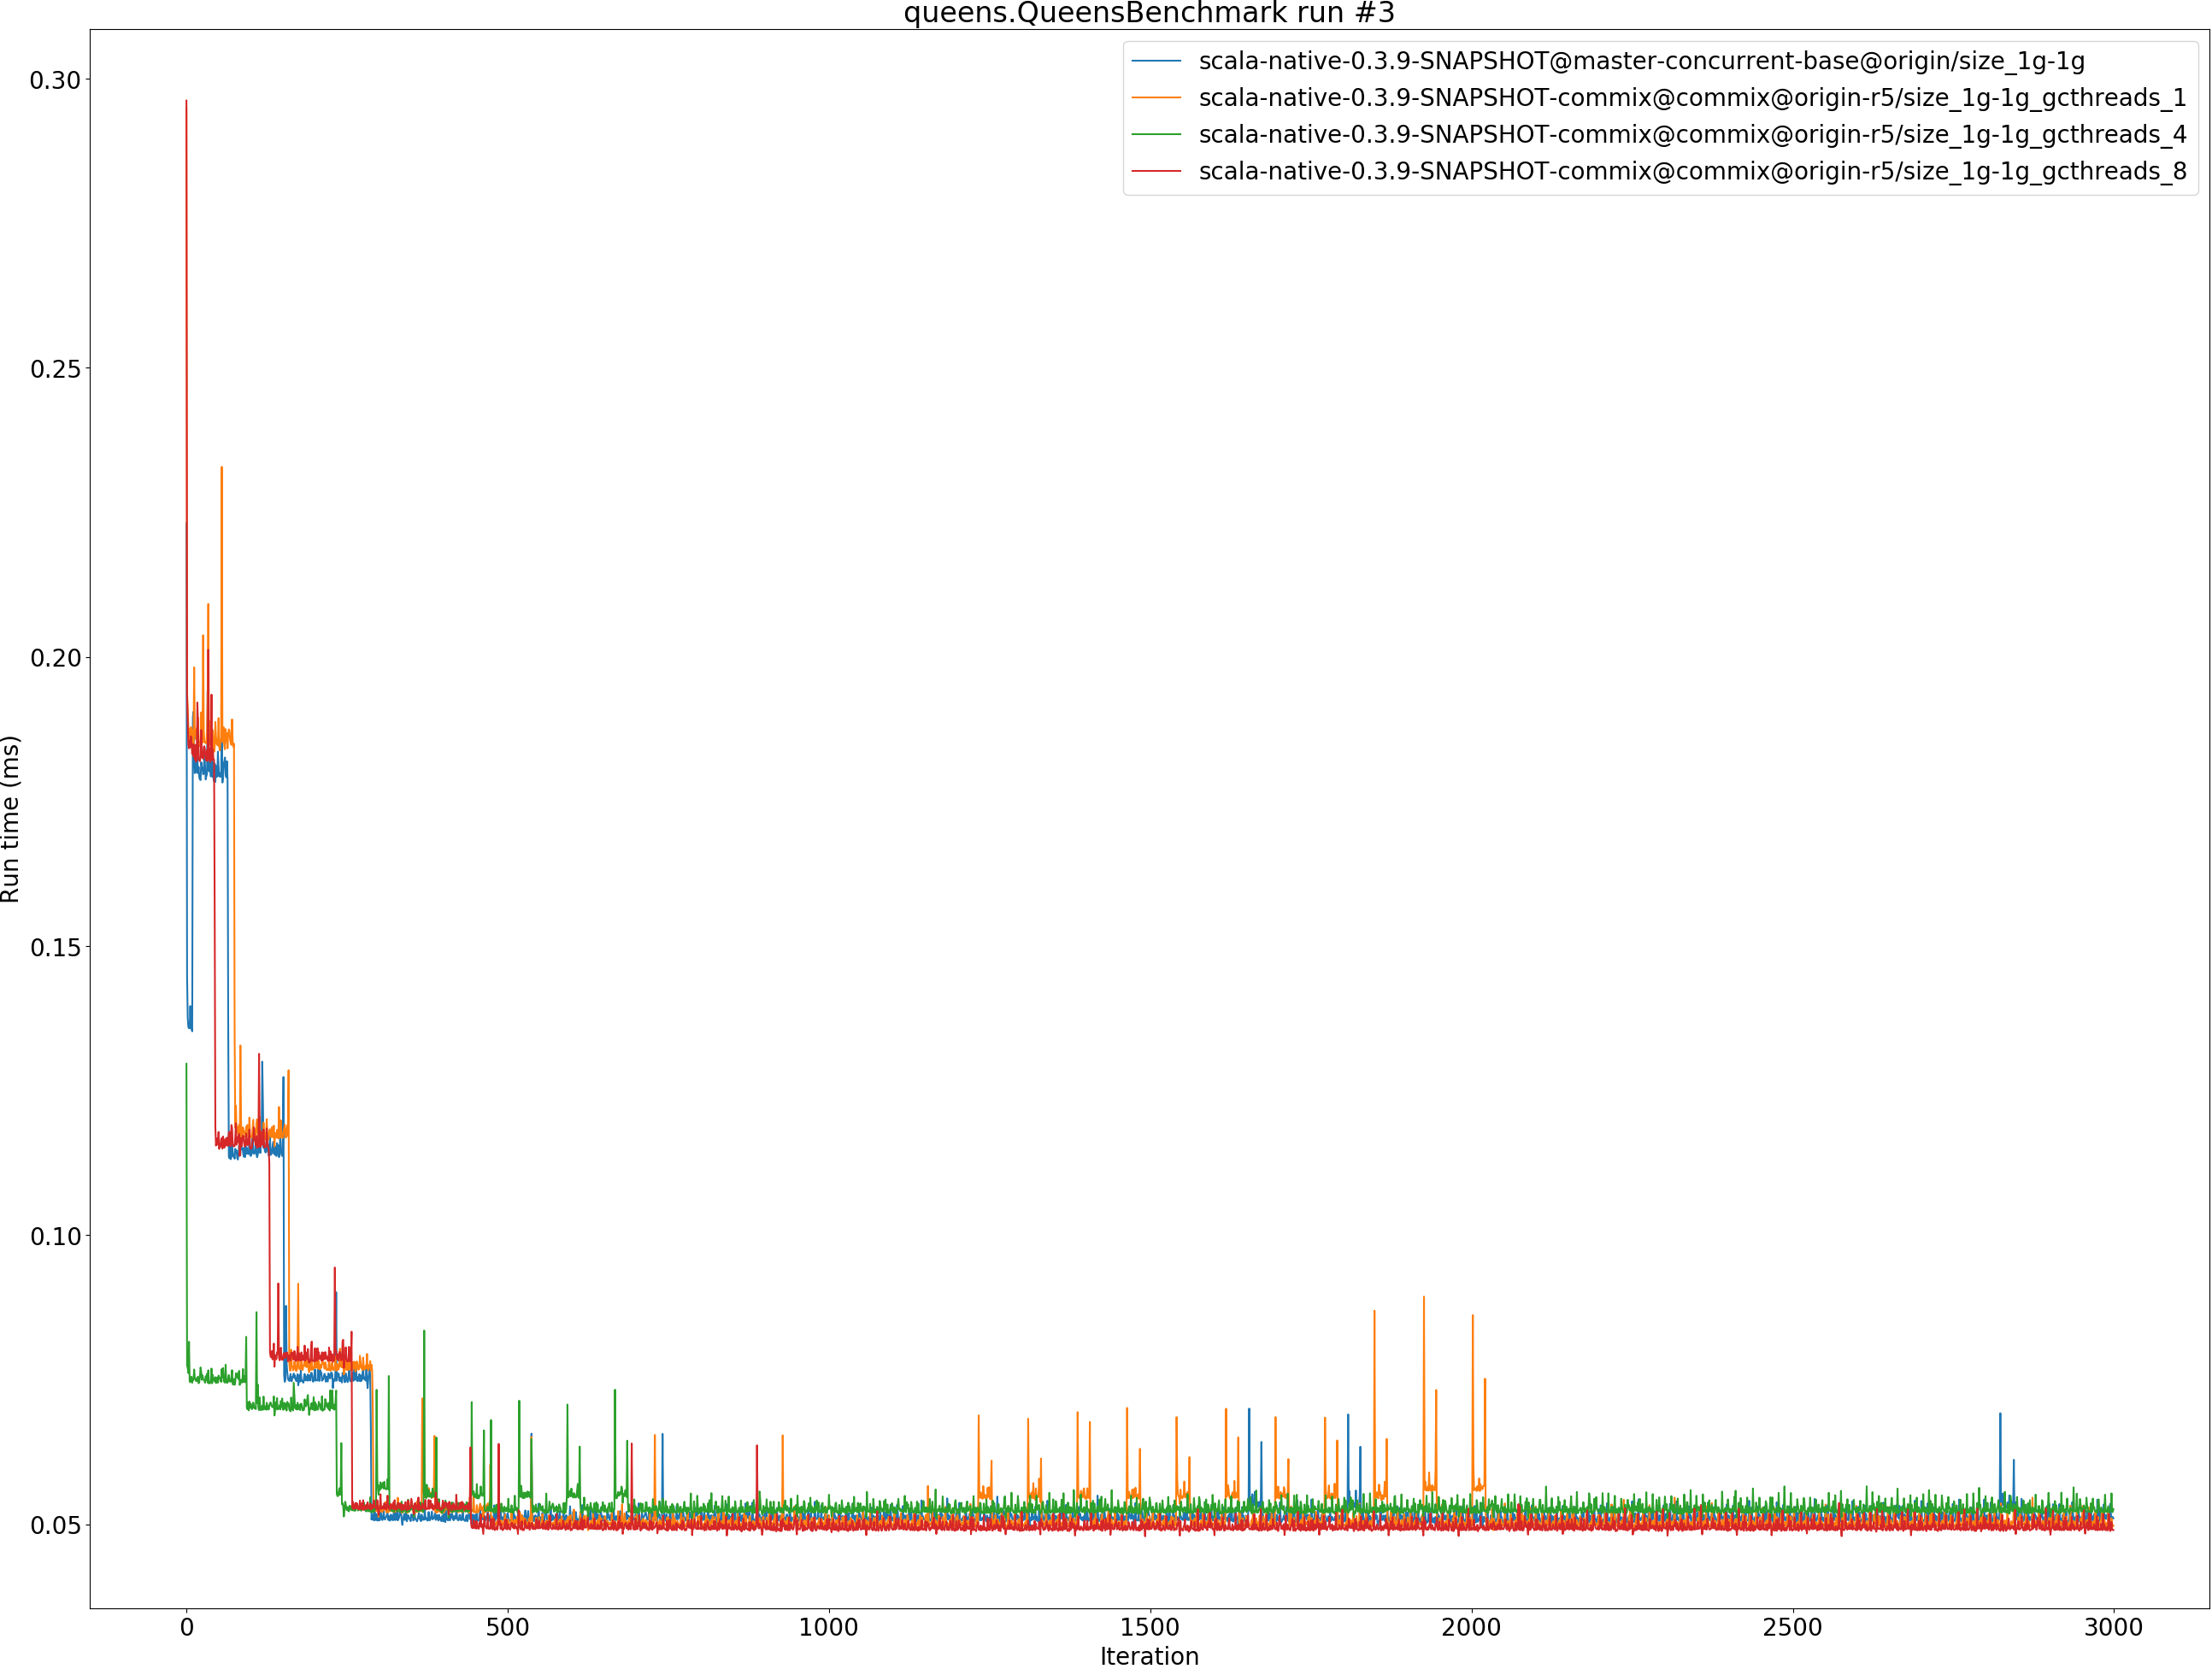 queens.QueensBenchmark run #3
scala-native-0.3.9-SNAPSHOT@master-concurrent-base@origin/size_1g-1g
scala-native-0.3.9-SNAPSHOT-commix@commix@origin-r5/size_1g-1g_gcthreads_1
scala-native-0.3.9-SNAPSHOT-commix@commix@origin-r5/size_1g-1g_gcthreads_4
scala-native-0.3.9-SNAPSHOT-commix@commix@origin-r5/size_1g-1g_gcthreads_8
Run time (ms)
0.30
0.25
0.20
0.15
0.10
0.05
0 500 1000 1500 2000 2500 3000
Iteration